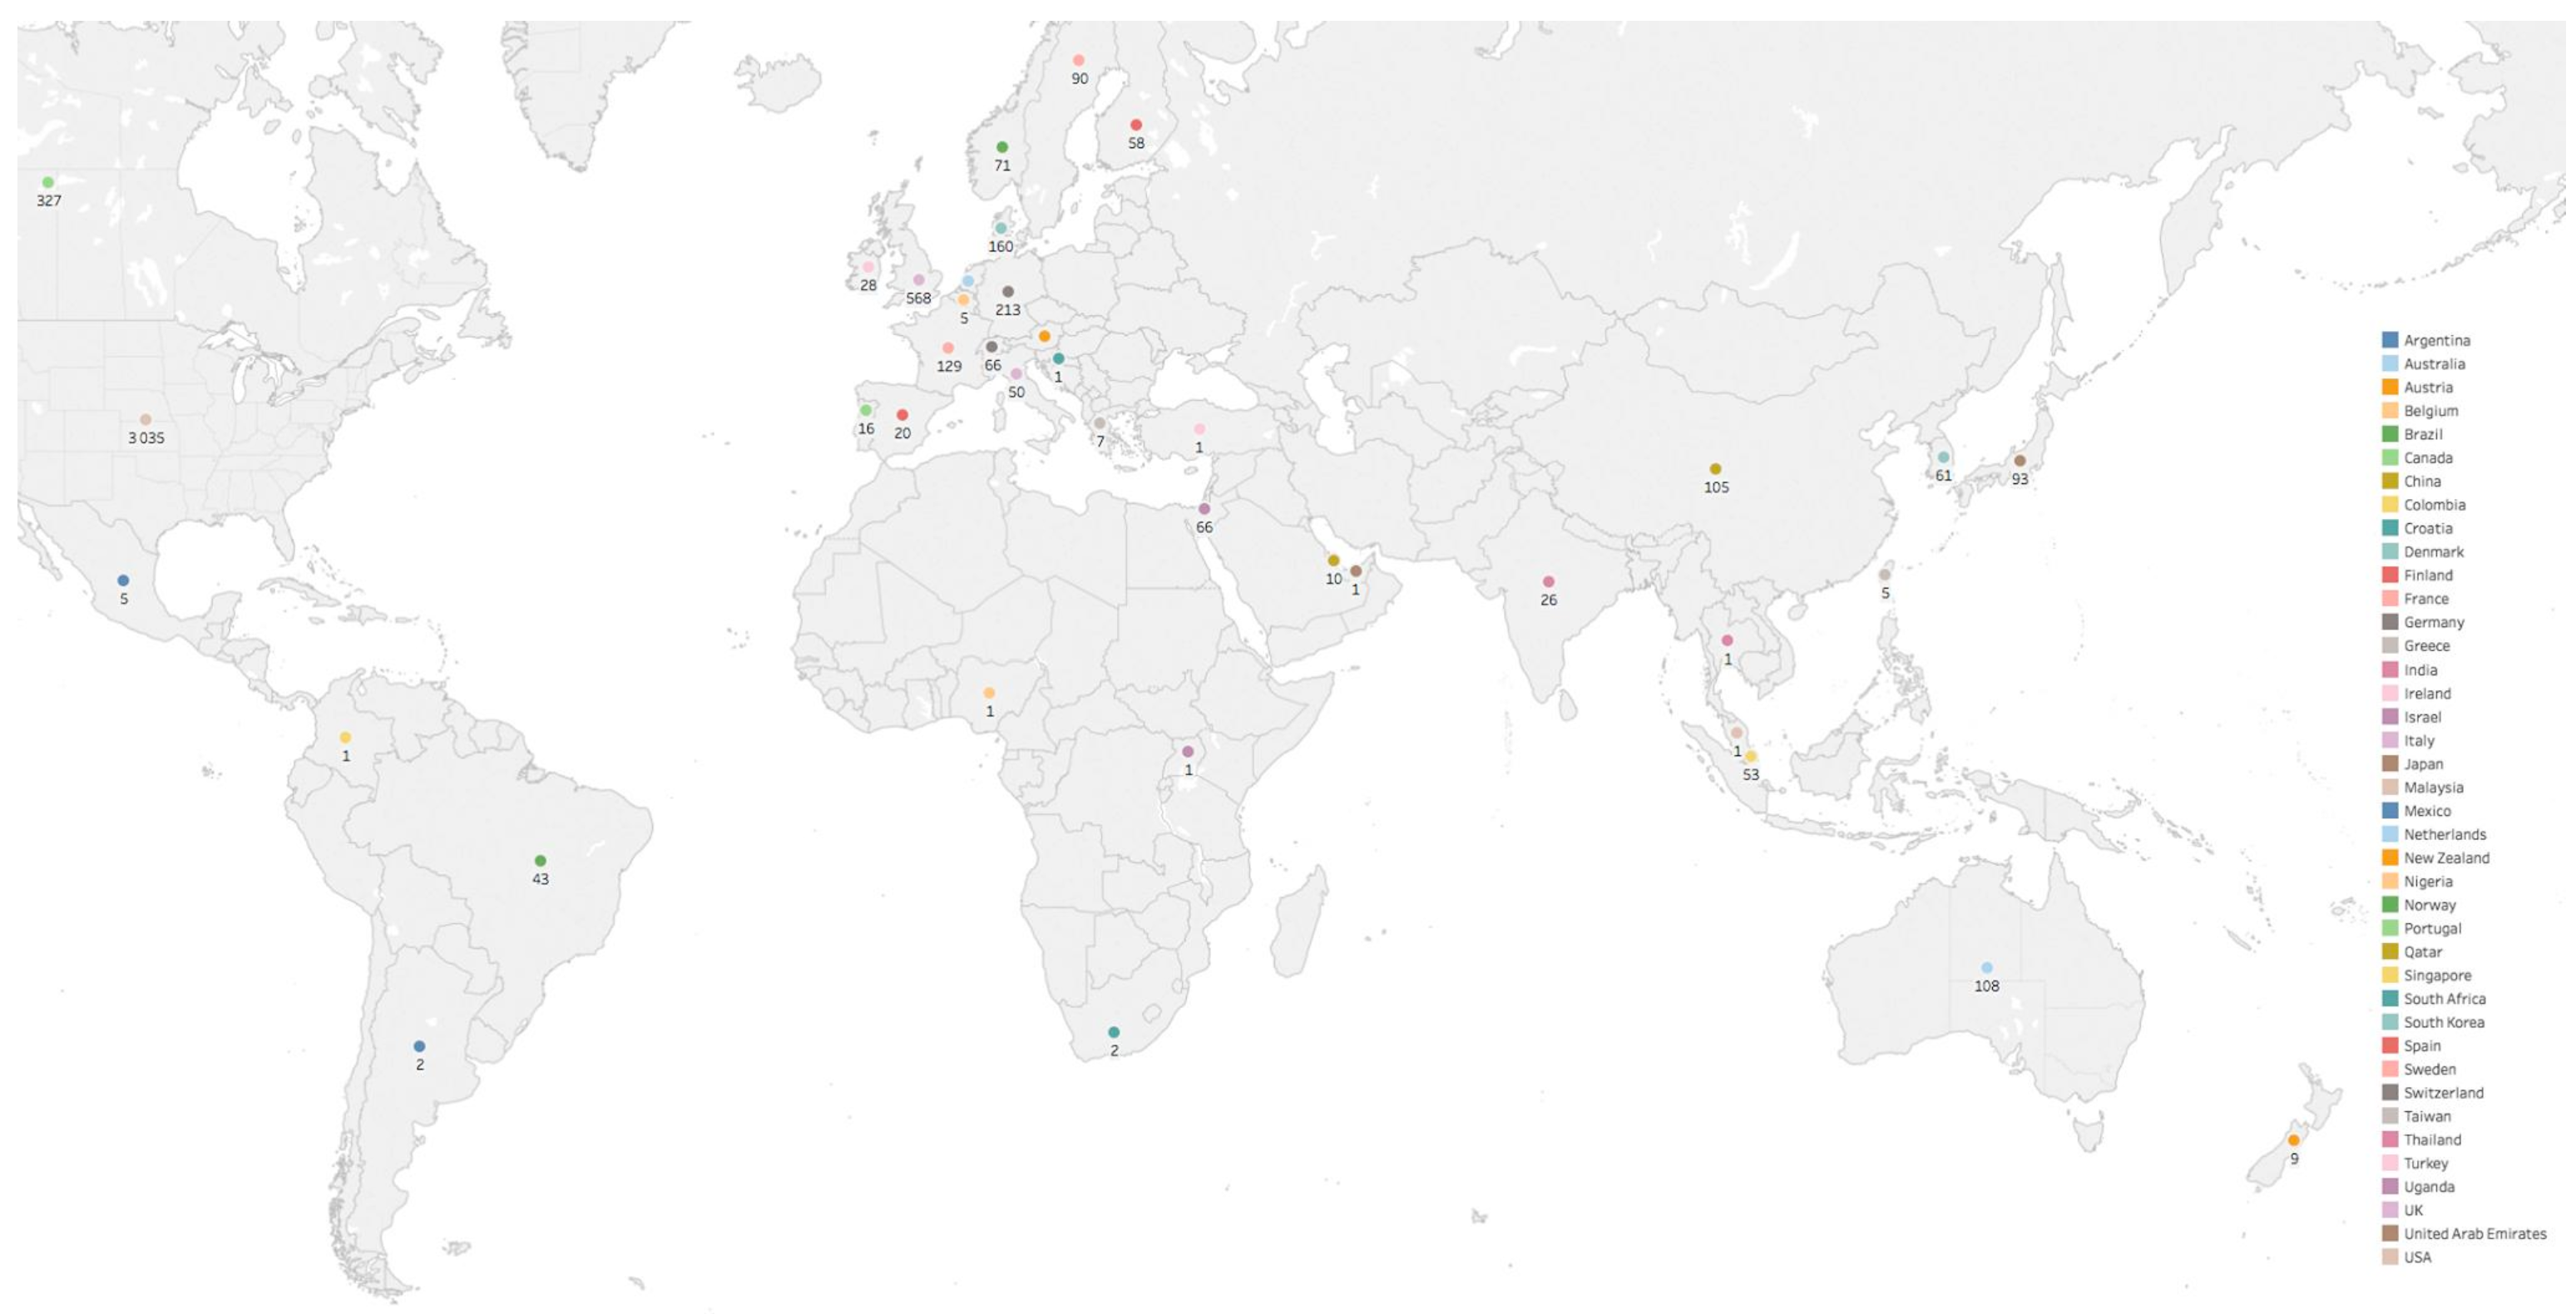 90
58
71
327
160
28
568
5
213
129
66
1
50
16
20
7
1
3 035
105
61
93
66
10
1
26
5
5
1
1
1
1
1
53
43
108
2
2
9
Argentina
Australia
Austria
Belgium
Brazil
Canada
China
Colombia
Croatia
Denmark
Finland
France
Germany
Greece
India
Ireland
Israel
Italy
Japan
Malaysia
Mexico
Netherlands
New Zealand
Nigeria
Norway
Portugal
Qatar
Singapore
South Africa
South Korea
Spain
Sweden
Switzerland
Taiwan
Thailand
Turkey
Uganda
UK
United Arab Emirates
USA